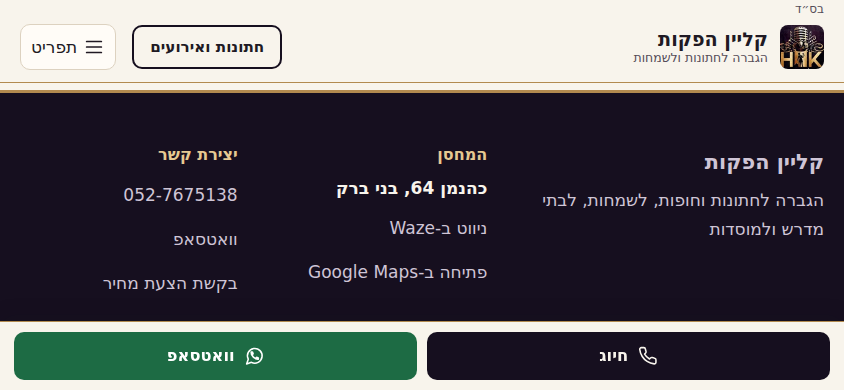 בס״ד
קליין הפקות
הגברה לחתונות ולשמחות
HK
חתונות ואירועים
תפריט
קליין הפקות
הגברה לחתונות וחופות, לשמחות, לבתי
מדרש ולמוסדות
המחסן
כהנמן 64, בני ברק
ניווט ב-Waze
פתיחה ב-Google Maps
יצירת קשר
052-7675138
וואטסאפ
בקשת הצעת מחיר
חיוג
וואטסאפ